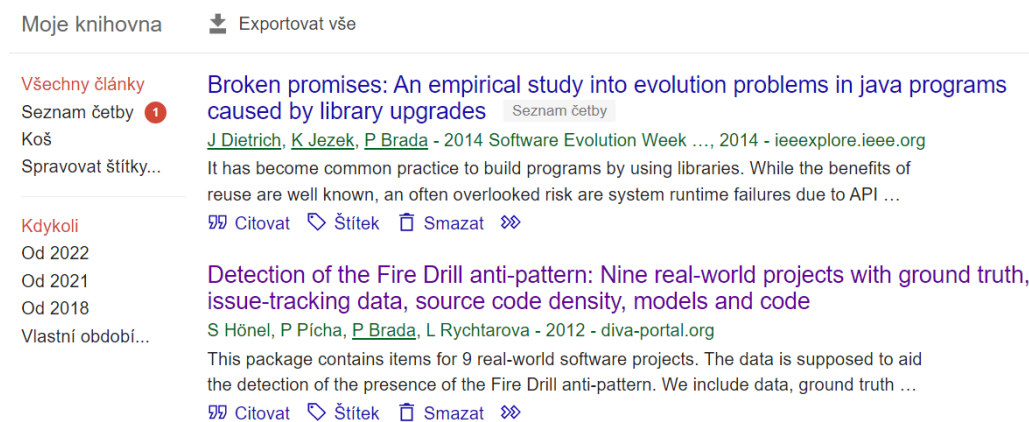 Moje knihovna
Exportovat vše
Všechny články
Seznam četby 1
Koš
Spravovat štítky...
Kdykoli
Od 2022
Od 2021
Od 2018
Vlastní období...
Broken promises: An empirical study into evolution problems in java programs
caused by library upgrades Seznam četby
J Dietrich, K Jezek, P Brada - 2014 Software Evolution Week …, 2014 - ieeexplore.ieee.org
It has become common practice to build programs by using libraries. While the benefits of
reuse are well known, an often overlooked risk are system runtime failures due to API …
Citovat Štítek Smazat
Detection of the Fire Drill anti-pattern: Nine real-world projects with ground truth,
issue-tracking data, source code density, models and code
S Hönel, P Pícha, P Brada, L Rychtarova - 2012 - diva-portal.org
This package contains items for 9 real-world software projects. The data is supposed to aid
the detection of the presence of the Fire Drill anti-pattern. We include data, ground truth …
Citovat Štítek Smazat